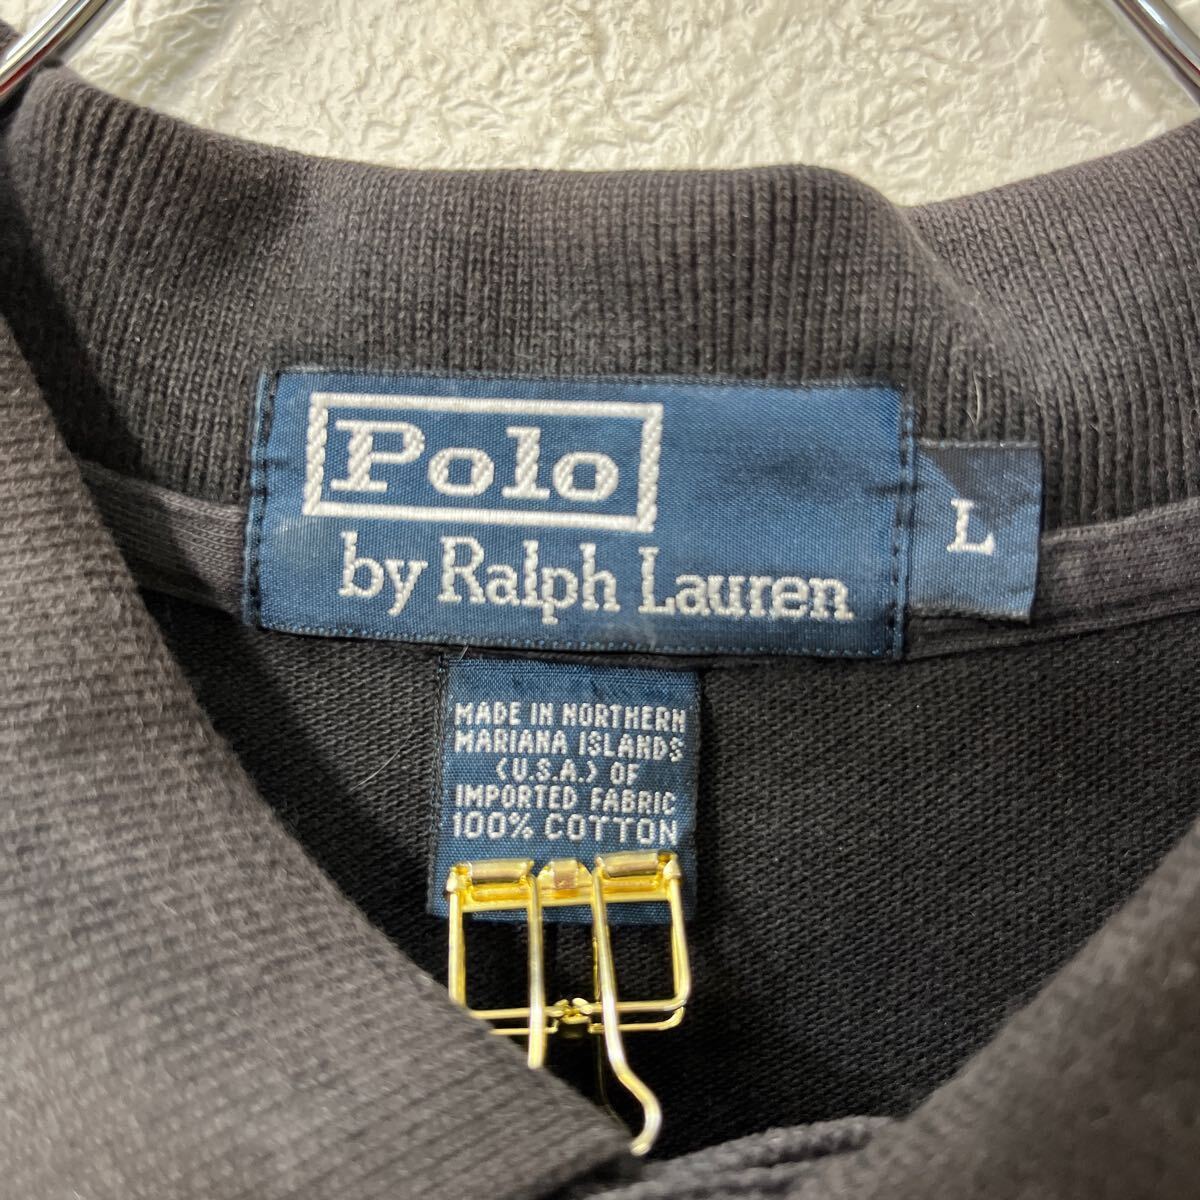 Polo
by Ralph Lauren
L
MADE IN NORTHERN
MARIANA ISLANDS
(U.S.A.) OF
IMPORTED FABRIC
100% COTTON